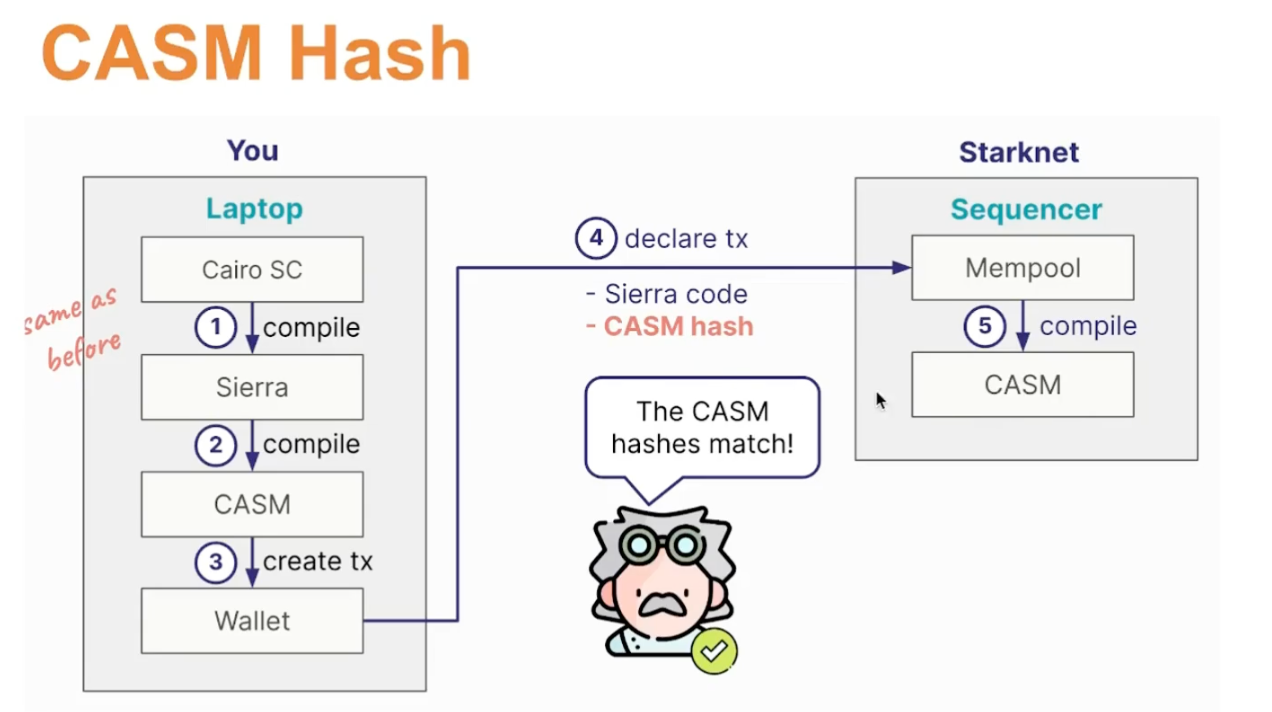 CASM Hash
You
Laptop
Cairo SC
same as
before
1 compile
Sierra
2 compile
CASM
3 create tx
Wallet
4 declare tx
- Sierra code
- CASM hash
The CASM
hashes match!
Starknet
Sequencer
Mempool
5 compile
CASM